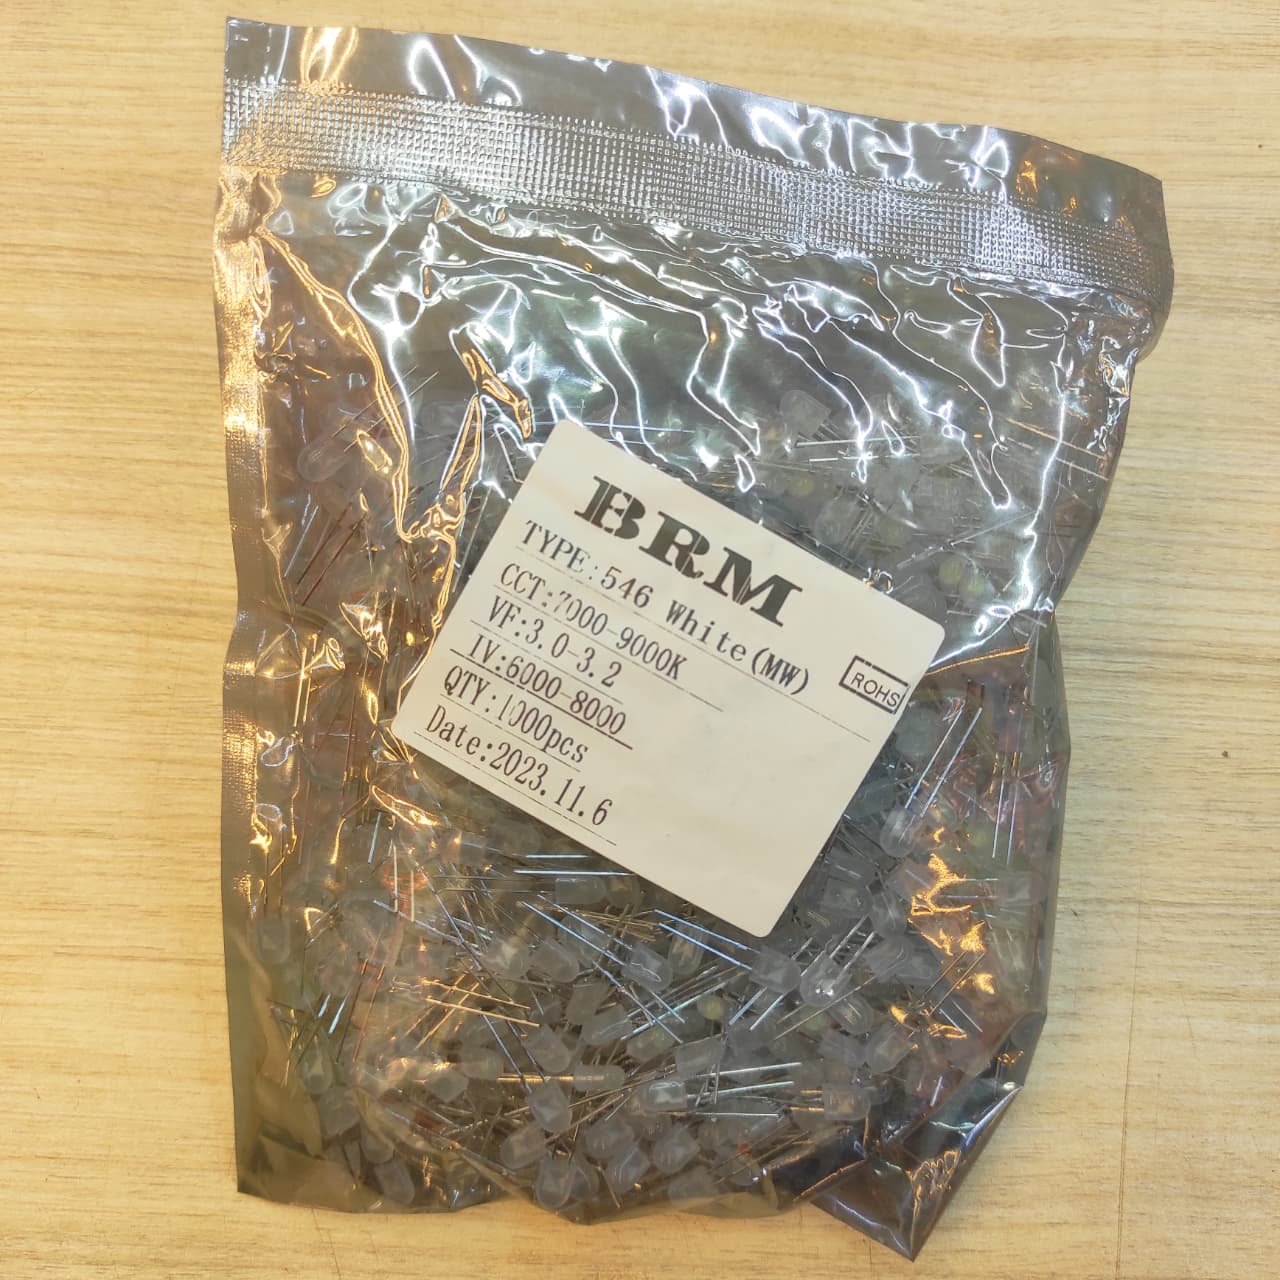 BRM
TYPE:546 White(MW)
CCT:7000-9000K
VF:3.0-3.2
IV:6000-8000
QTY:1000pcs
Date:2023.11.6
ROHS